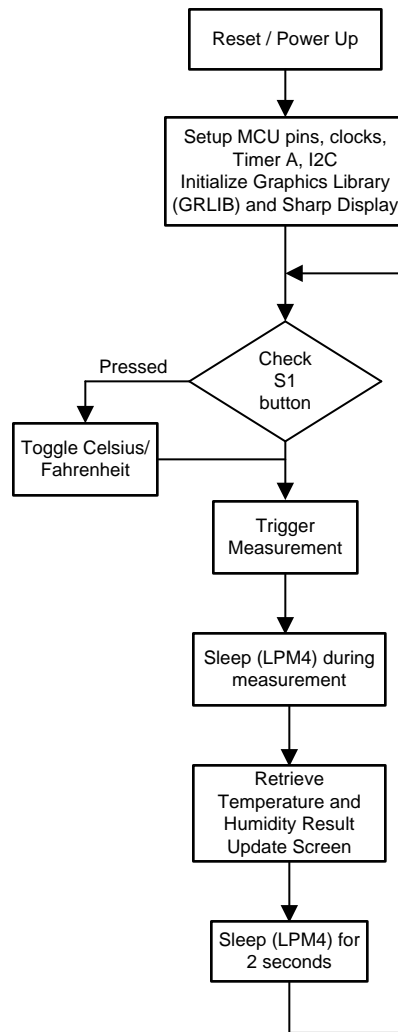 Reset / Power Up
Setup MCU pins, clocks,
Timer A, I2C
Initialize Graphics Library
(GRLIB) and Sharp Display
Check
S1
button
Pressed
Toggle Celsius/
Fahrenheit
Trigger
Measurement
Sleep (LPM4) during
measurement
Retrieve
Temperature and
Humidity Result
Update Screen
Sleep (LPM4) for
2 seconds